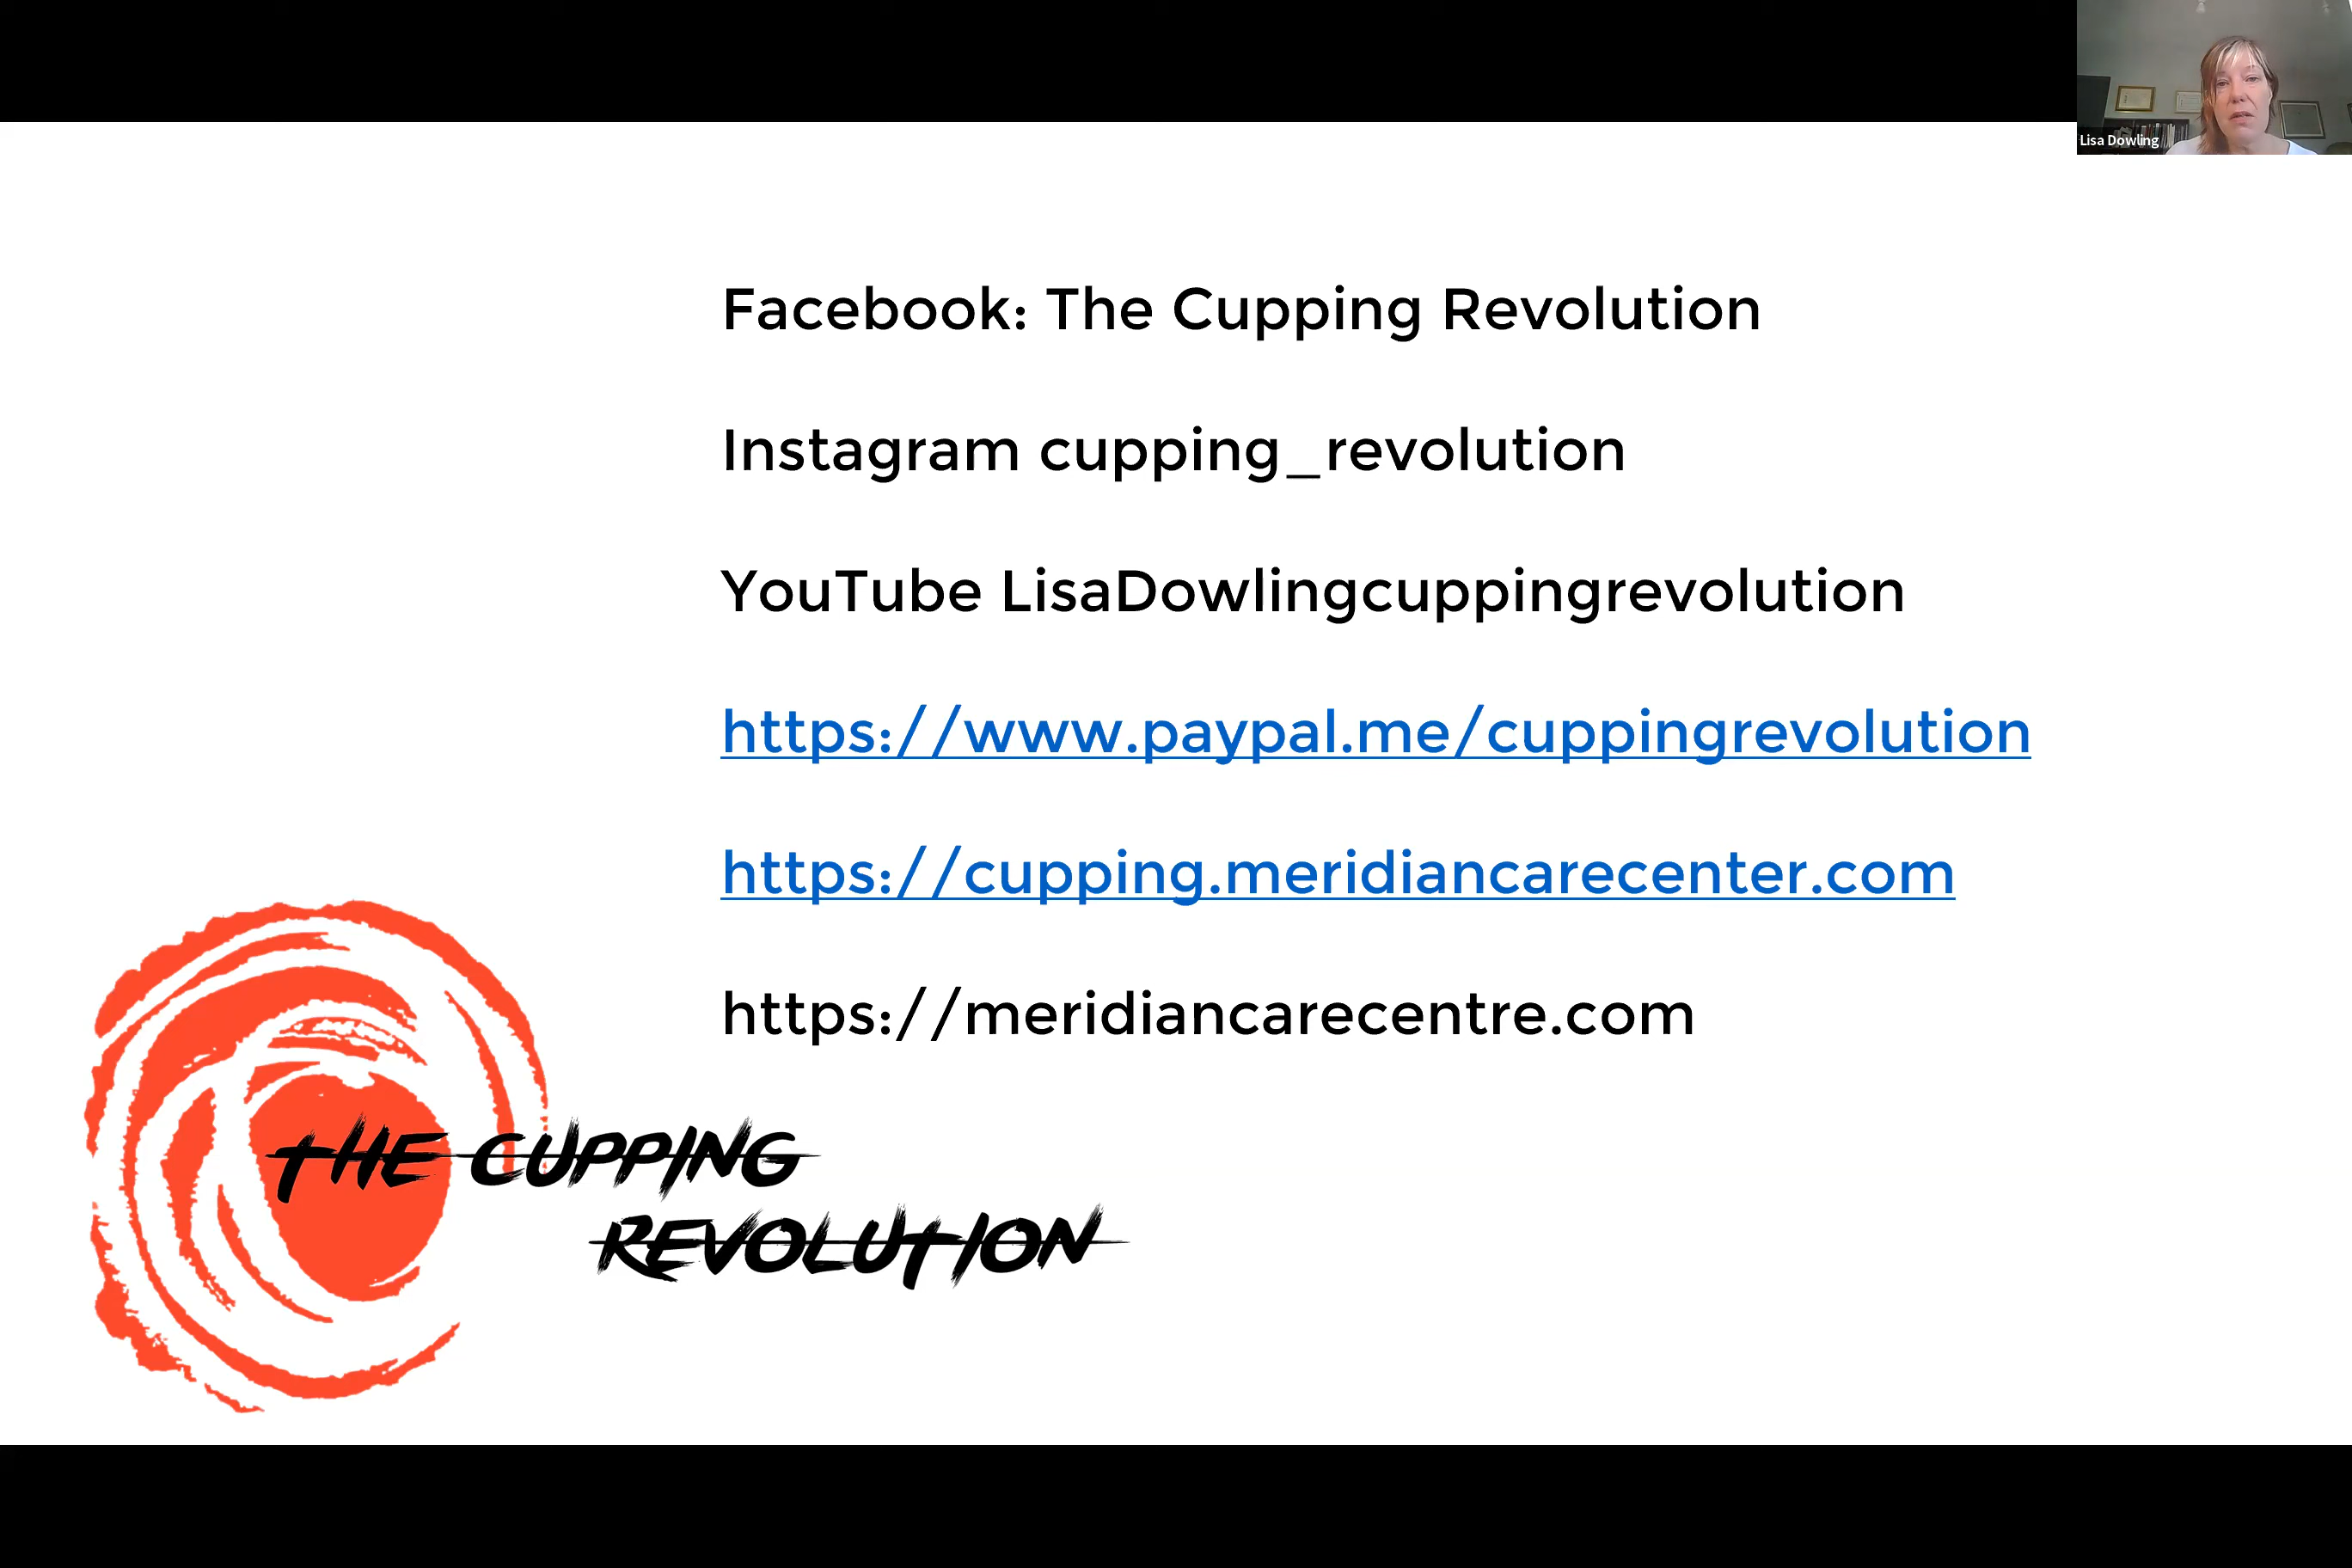 Lisa Dowling
Facebook: The Cupping Revolution
Instagram cupping_revolution
YouTube LisaDowlingcuppingrevolution
https://www.paypal.me/cuppingrevolution
https://cupping.meridiancarecenter.com
https://meridiancarecentre.com
THE CUPPING
REVOLUTION